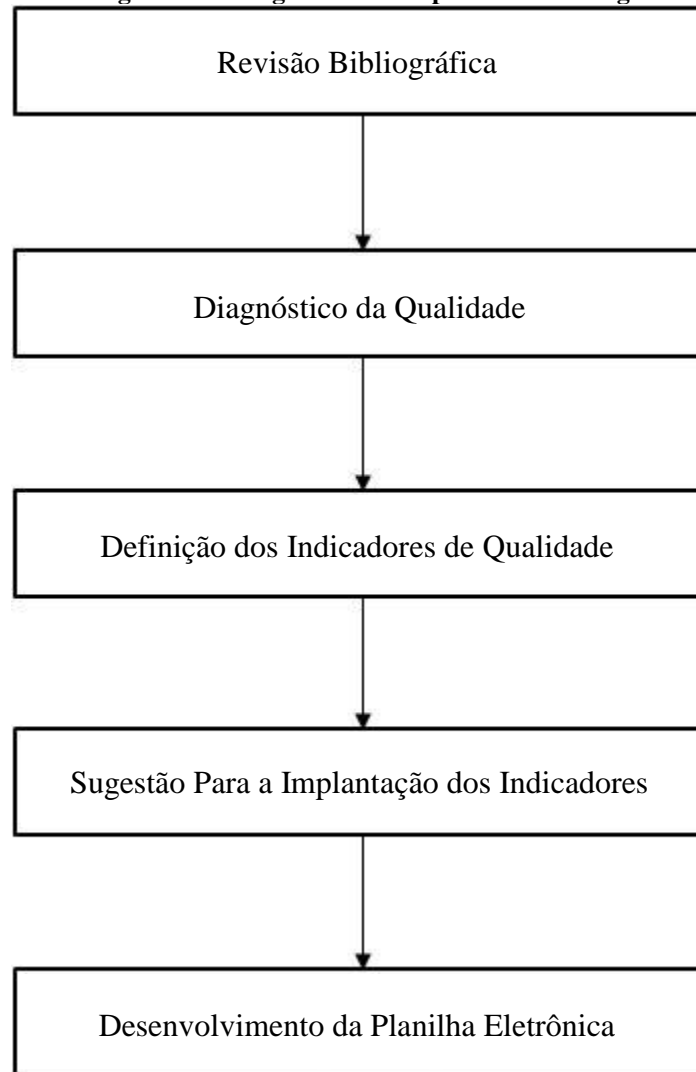 Revisão Bibliográfica
Diagnóstico da Qualidade
Definição dos Indicadores de Qualidade
Sugestão Para a Implantação dos Indicadores
Desenvolvimento da Planilha Eletrônica